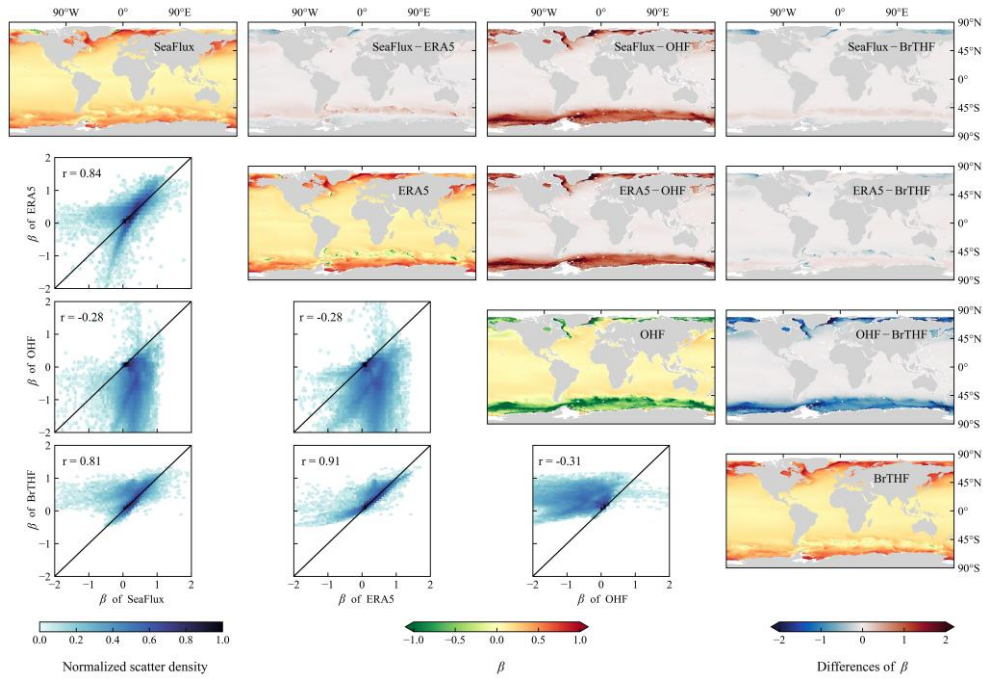 90°W 0° 90°E 90°W 0° 90°E 90°W 0° 90°E 90°W 0° 90°E
90°N
SeaFlux SeaFlux−ERA5 SeaFlux−OHF SeaFlux−BrTHF
45°N
0°
45°S
90°S
2
r = 0.84
1
0
−1
−2
β of ERA5
ERA5 ERA5−OHF ERA5−BrTHF
90°N
45°N
0°
45°S
90°S
2
r = -0.28
1
0
−1
−2
β of OHF
r = -0.28
OHF OHF−BrTHF
90°N
45°N
0°
45°S
90°S
2
r = 0.81
1
0
−1
−2
β of BrTHF
r = 0.91
r = -0.31
BrTHF
90°N
45°N
0°
45°S
90°S
−2 −1 0 1 2
β of SeaFlux
−2 −1 0 1 2
β of ERA5
−2 −1 0 1 2
β of OHF
0.0 0.2 0.4 0.6 0.8 1.0
Normalized scatter density
−1.0 −0.5 0.0 0.5 1.0
β
−2 −1 0 1 2
Differences of β